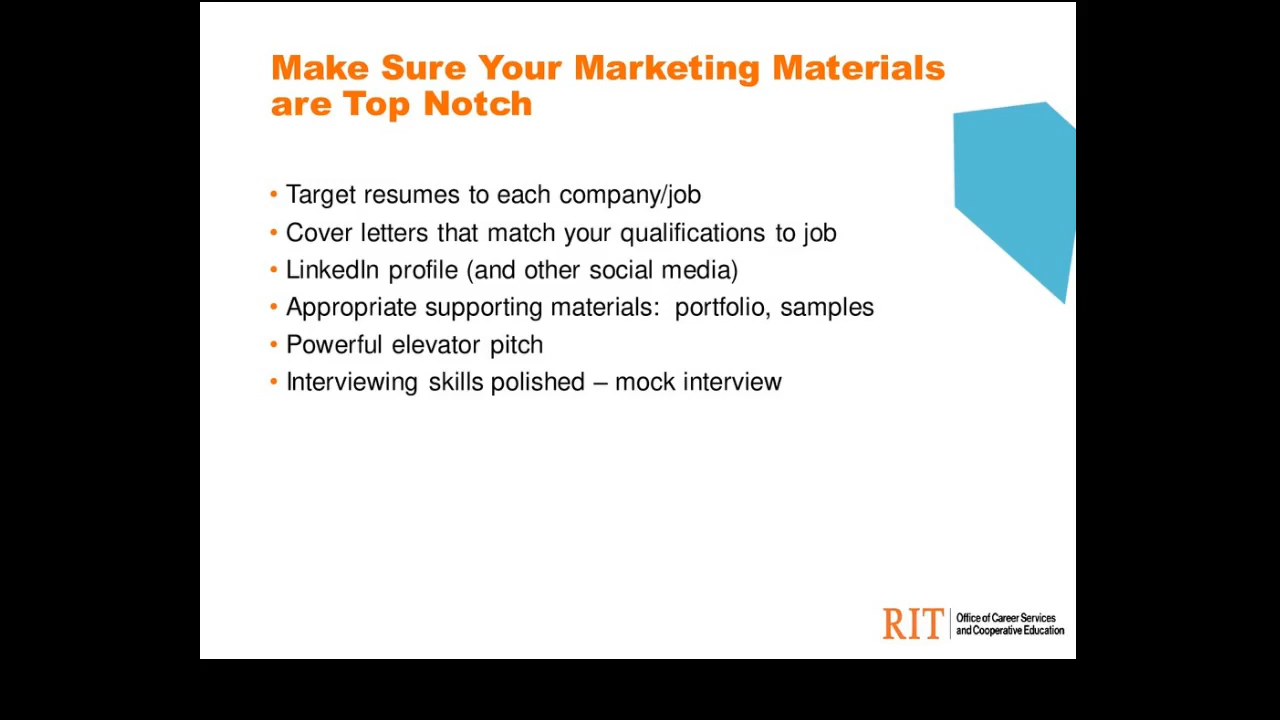 Make Sure Your Marketing Materials
are Top Notch
• Target resumes to each company/job
• Cover letters that match your qualifications to job
• LinkedIn profile (and other social media)
• Appropriate supporting materials:  portfolio, samples
• Powerful elevator pitch
• Interviewing skills polished – mock interview
RIT
Office of Career Services
and Cooperative Education